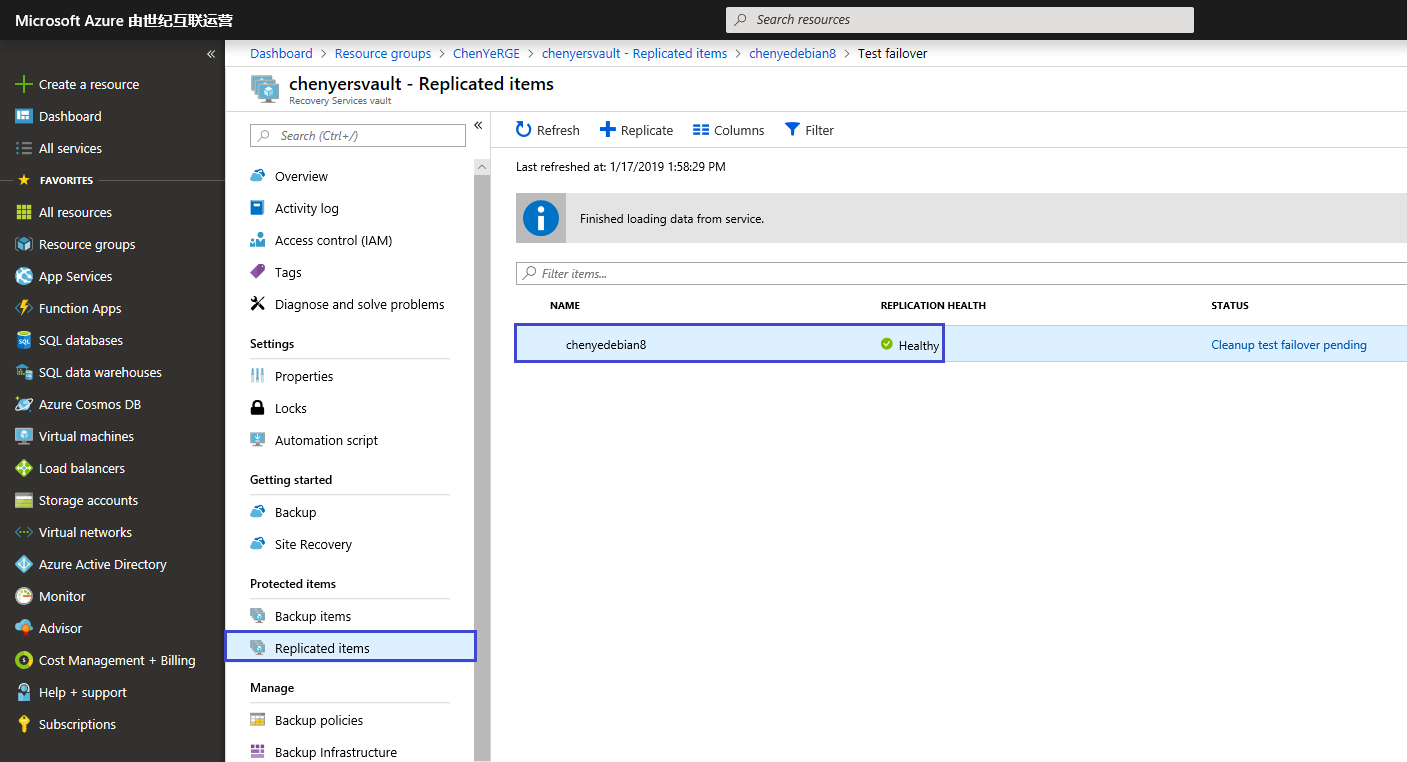 Microsoft Azure 由世纪互联运营
Search resources
«
Create a resource
Dashboard
All services
FAVORITES
All resources
Resource groups
App Services
Function Apps
SQL databases
SQL data warehouses
Azure Cosmos DB
Virtual machines
Load balancers
Storage accounts
Virtual networks
Azure Active Directory
Monitor
Advisor
Cost Management + Billing
Help + support
Subscriptions
Dashboard > Resource groups > ChenYeRGE > chenyersvault - Replicated items > chenyedebian8 > Test failover
chenyersvault - Replicated items
Recovery Services vault
Search (Ctrl+/)
«
Overview
Activity log
Access control (IAM)
Tags
Diagnose and solve problems
Settings
Properties
Locks
Automation script
Getting started
Backup
Site Recovery
Protected items
Backup items
Replicated items
Manage
Backup policies
Backup Infrastructure
Refresh Replicate Columns Filter
Last refreshed at: 1/17/2019 1:58:29 PM
Finished loading data from service.
Filter items...
NAME REPLICATION HEALTH STATUS
chenyedebian8 Healthy Cleanup test failover pending